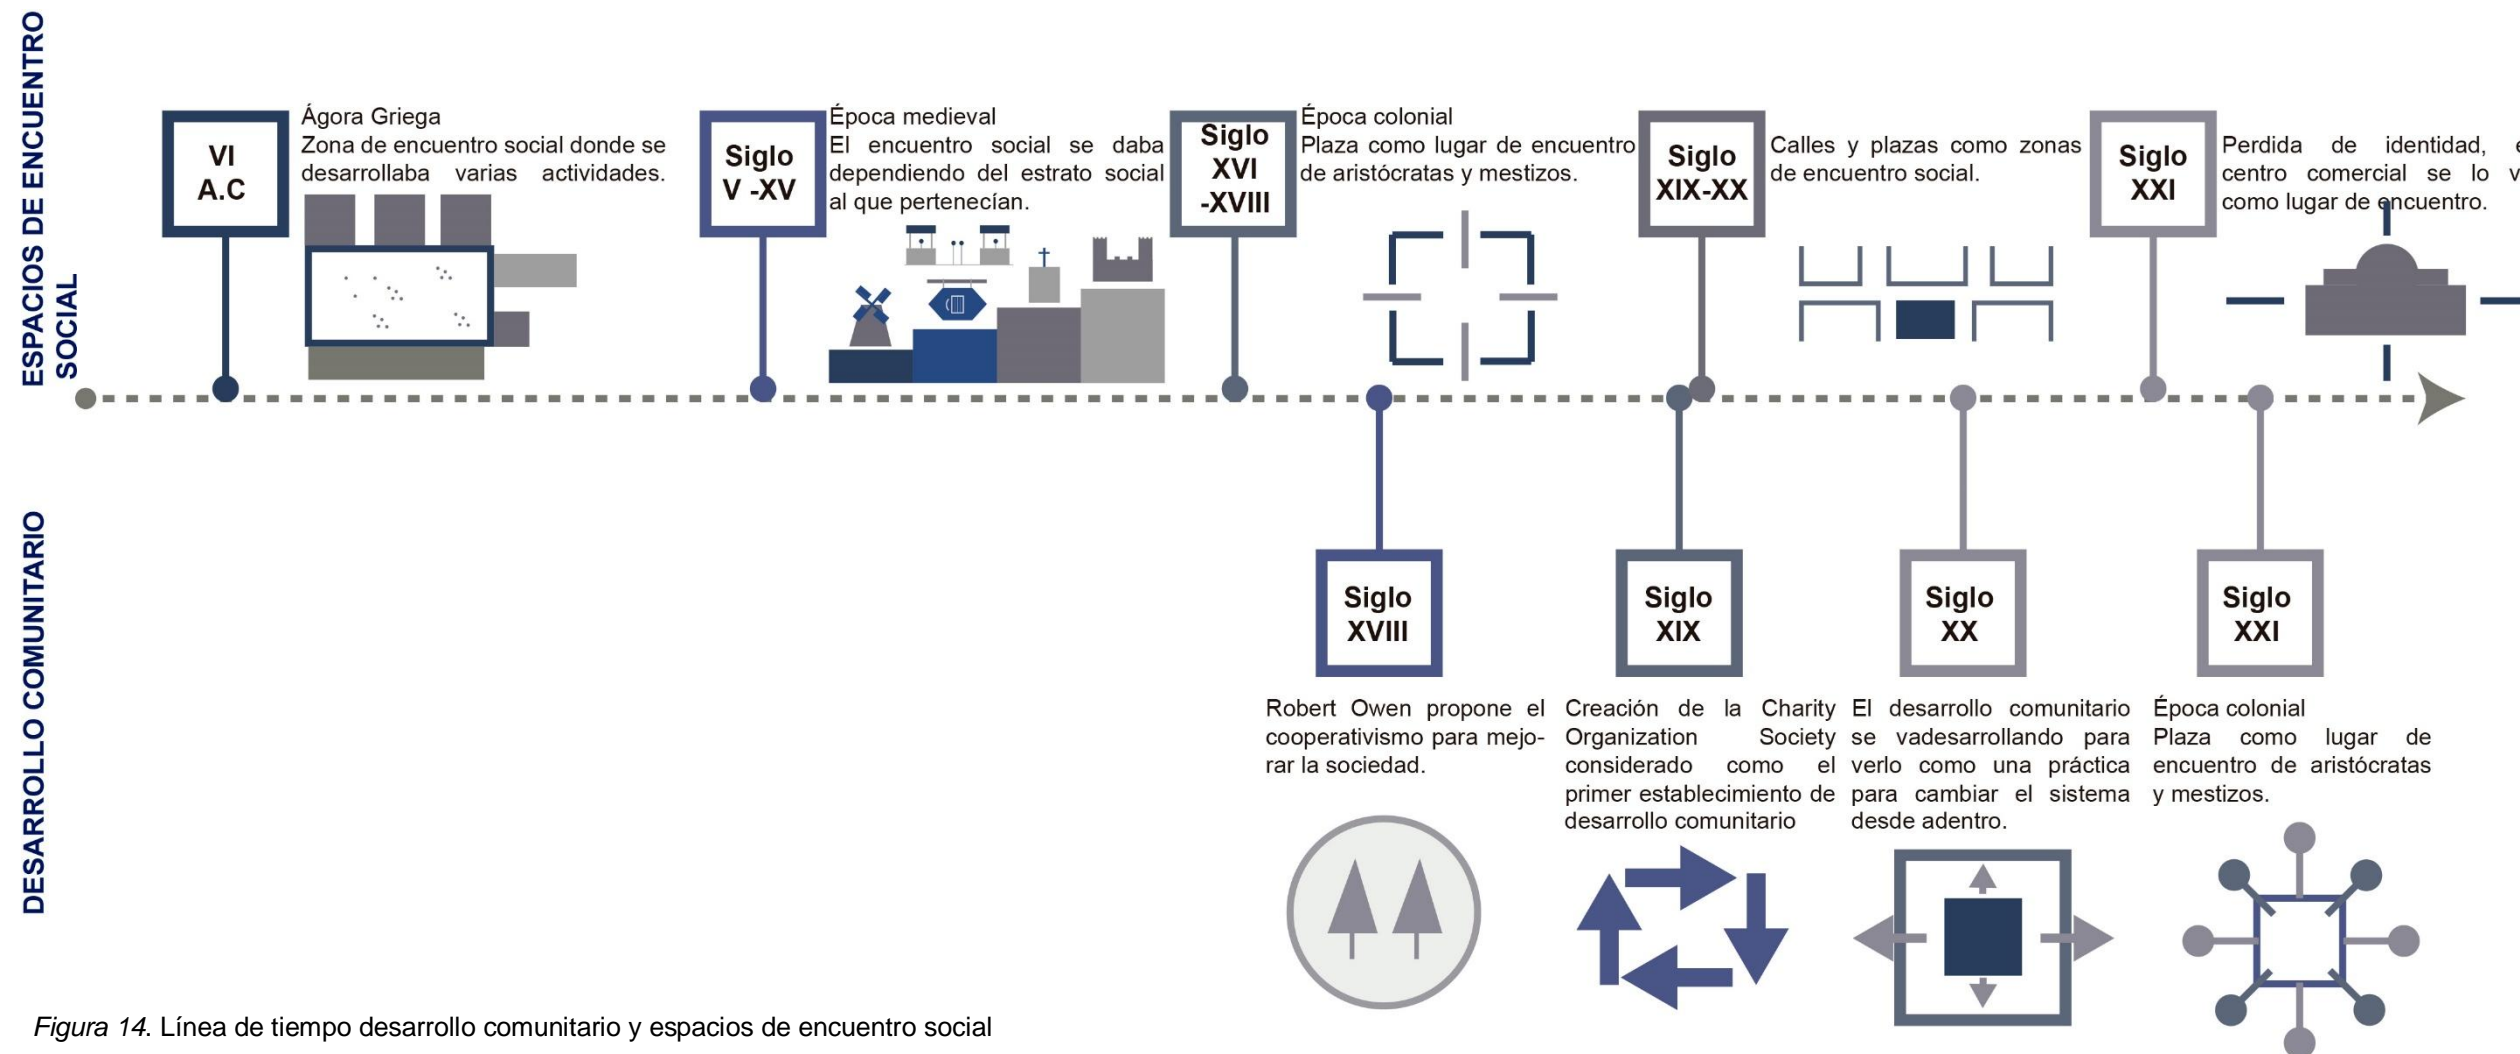 ESPACIOS DE ENCUENTRO
SOCIAL
VI
A.C
Ágora Griega
Zona de encuentro social donde se
desarrollaba varias actividades.
Siglo
V -XV
Época medieval
El encuentro social se daba
dependiendo del estrato social
al que pertenecían.
Siglo
XVI
-XVIII
Época colonial
Plaza como lugar de encuentro
de aristócratas y mestizos.
Siglo
XIX-XX
Calles y plazas como zonas
de encuentro social.
Siglo
XXI
Perdida de identidad,
centro comercial se lo
como lugar de encuentro.
DESARROLLO COMUNITARIO
Siglo
XVIII
Robert Owen propone el
cooperativismo para mejo-
rar la sociedad.
Siglo
XIX
Creación de la Charity
Organization Society
considerado como el
primer establecimiento de
desarrollo comunitario
Siglo
XX
El desarrollo comunitario
se vadesarrollando para
verlo como una práctica
para cambiar el sistema
desde adentro.
Siglo
XXI
Época colonial
Plaza como lugar de
encuentro de aristócratas
y mestizos.
Figura 14. Línea de tiempo desarrollo comunitario y espacios de encuentro social